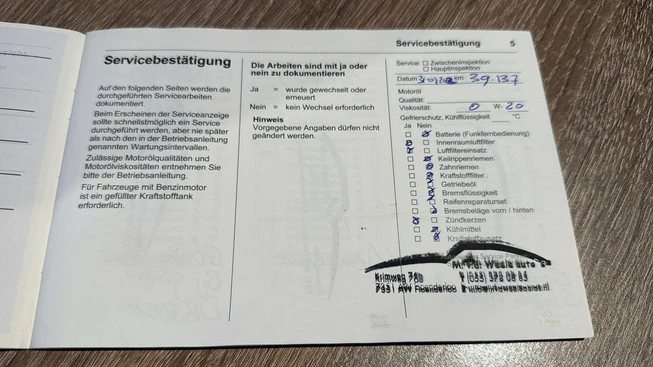 Servicebestätigung 5
Servicebestätigung
Auf den folgenden Seiten werden die
durchgeführten Servicearbeiten
dokumentiert.
Beim Erscheinen der Serviceanzeige
sollte schnellstmöglich ein Service
durchgeführt werden, aber nie später
als nach den in der Betriebsanleitung
genannten Wartungsintervallen.
Zulässige Motorölqualitäten und
Motorölviskositäten entnehmen Sie
bitte der Betriebsanleitung.
Für Fahrzeuge mit Benzinmotor
ist ein gefüllter Kraftstofftank
erforderlich.
Die Arbeiten sind mit ja oder
nein zu dokumentieren
Ja = wurde gewechselt oder
erneuert
Nein = kein Wechsel erforderlich
Hinweis
Vorgegebene Angaben dürfen nicht
geändert werden.
Service: Zwischeninspektion
Hauptinspektion
Datum km 39.137
Motoröl
Qualität:
Viskosität: 0 W- 20
Gefrierschutz, Kühlflüssigkeit °C
Ja Nein
Batterie (Funkfernbedienung)
Innenraumluftfilter
Luftfiltereinsatz
Keilrippenriemen
Zahnriemen
Kraftstofffilter
Getriebeöl
Bremsflüssigkeit
Reifenreparaturset
Bremsbeläge vorn / hinten
Zündkerzen
Kühlmittel
Kraftstoffzusatz
Krimweg